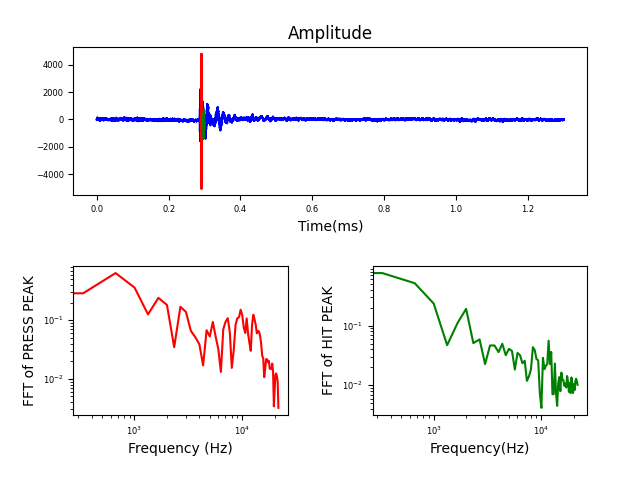 Amplitude
4000
2000
0
−2000
−4000
0.0 0.2 0.4 0.6 0.8 1.0 1.2
Time(ms)
FFT of PRESS PEAK
10⁻¹
10⁻²
10³ 10⁴
Frequency (Hz)
FFT of HIT PEAK
10⁻¹
10⁻²
10³ 10⁴
Frequency(Hz)